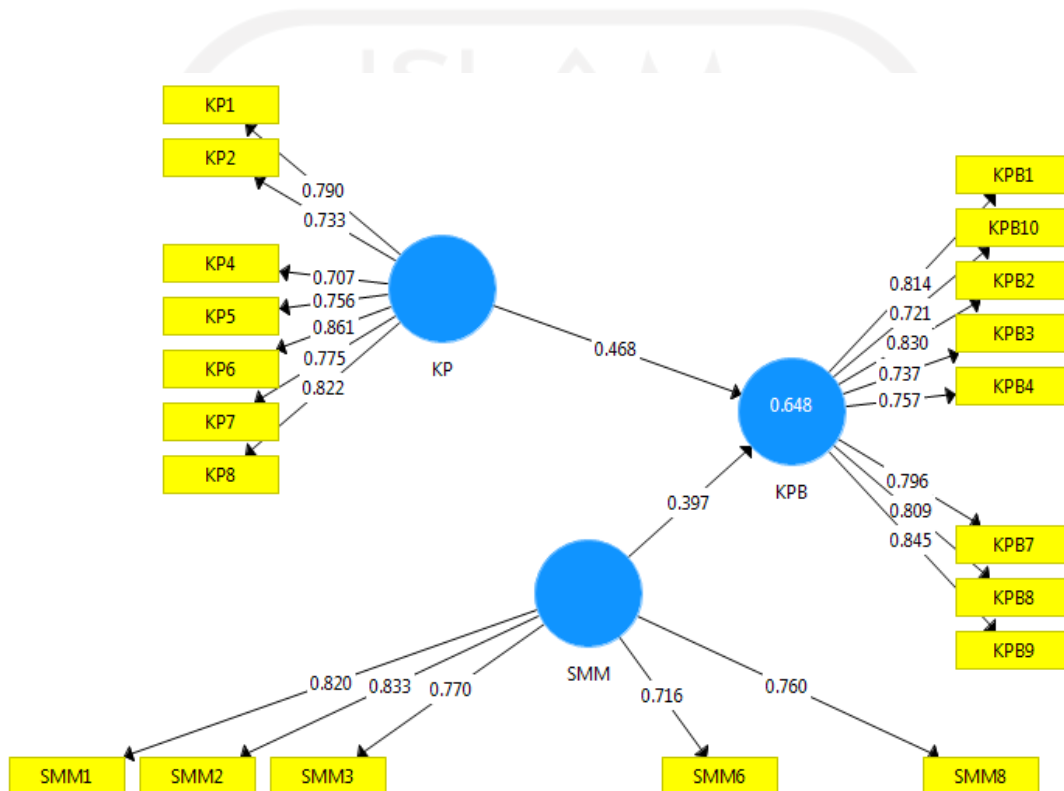 ISLAM
KP1
KP2
0.790
0.733
KP4
KP5
KP6
KP7
KP8
0.707
0.756
0.861
0.775
0.822
KP
0.468
KPB1
KPB10
KPB2
KPB3
KPB4
0.814
0.721
0.830
0.737
0.757
0.648
KPB
0.796
0.809
0.845
KPB7
KPB8
KPB9
0.397
SMM
0.820
0.833
0.770
0.716
0.760
SMM1
SMM2
SMM3
SMM6
SMM8